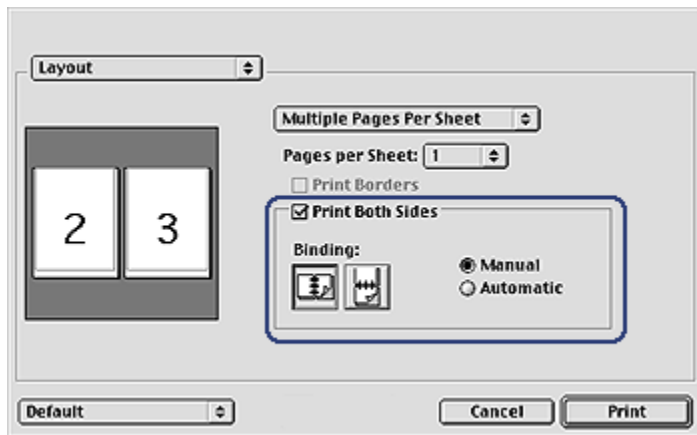 Layout
Multiple Pages Per Sheet
Pages per Sheet: 1
Print Borders
Print Both Sides
2 3
Binding:
Manual
Automatic
Default
Cancel Print